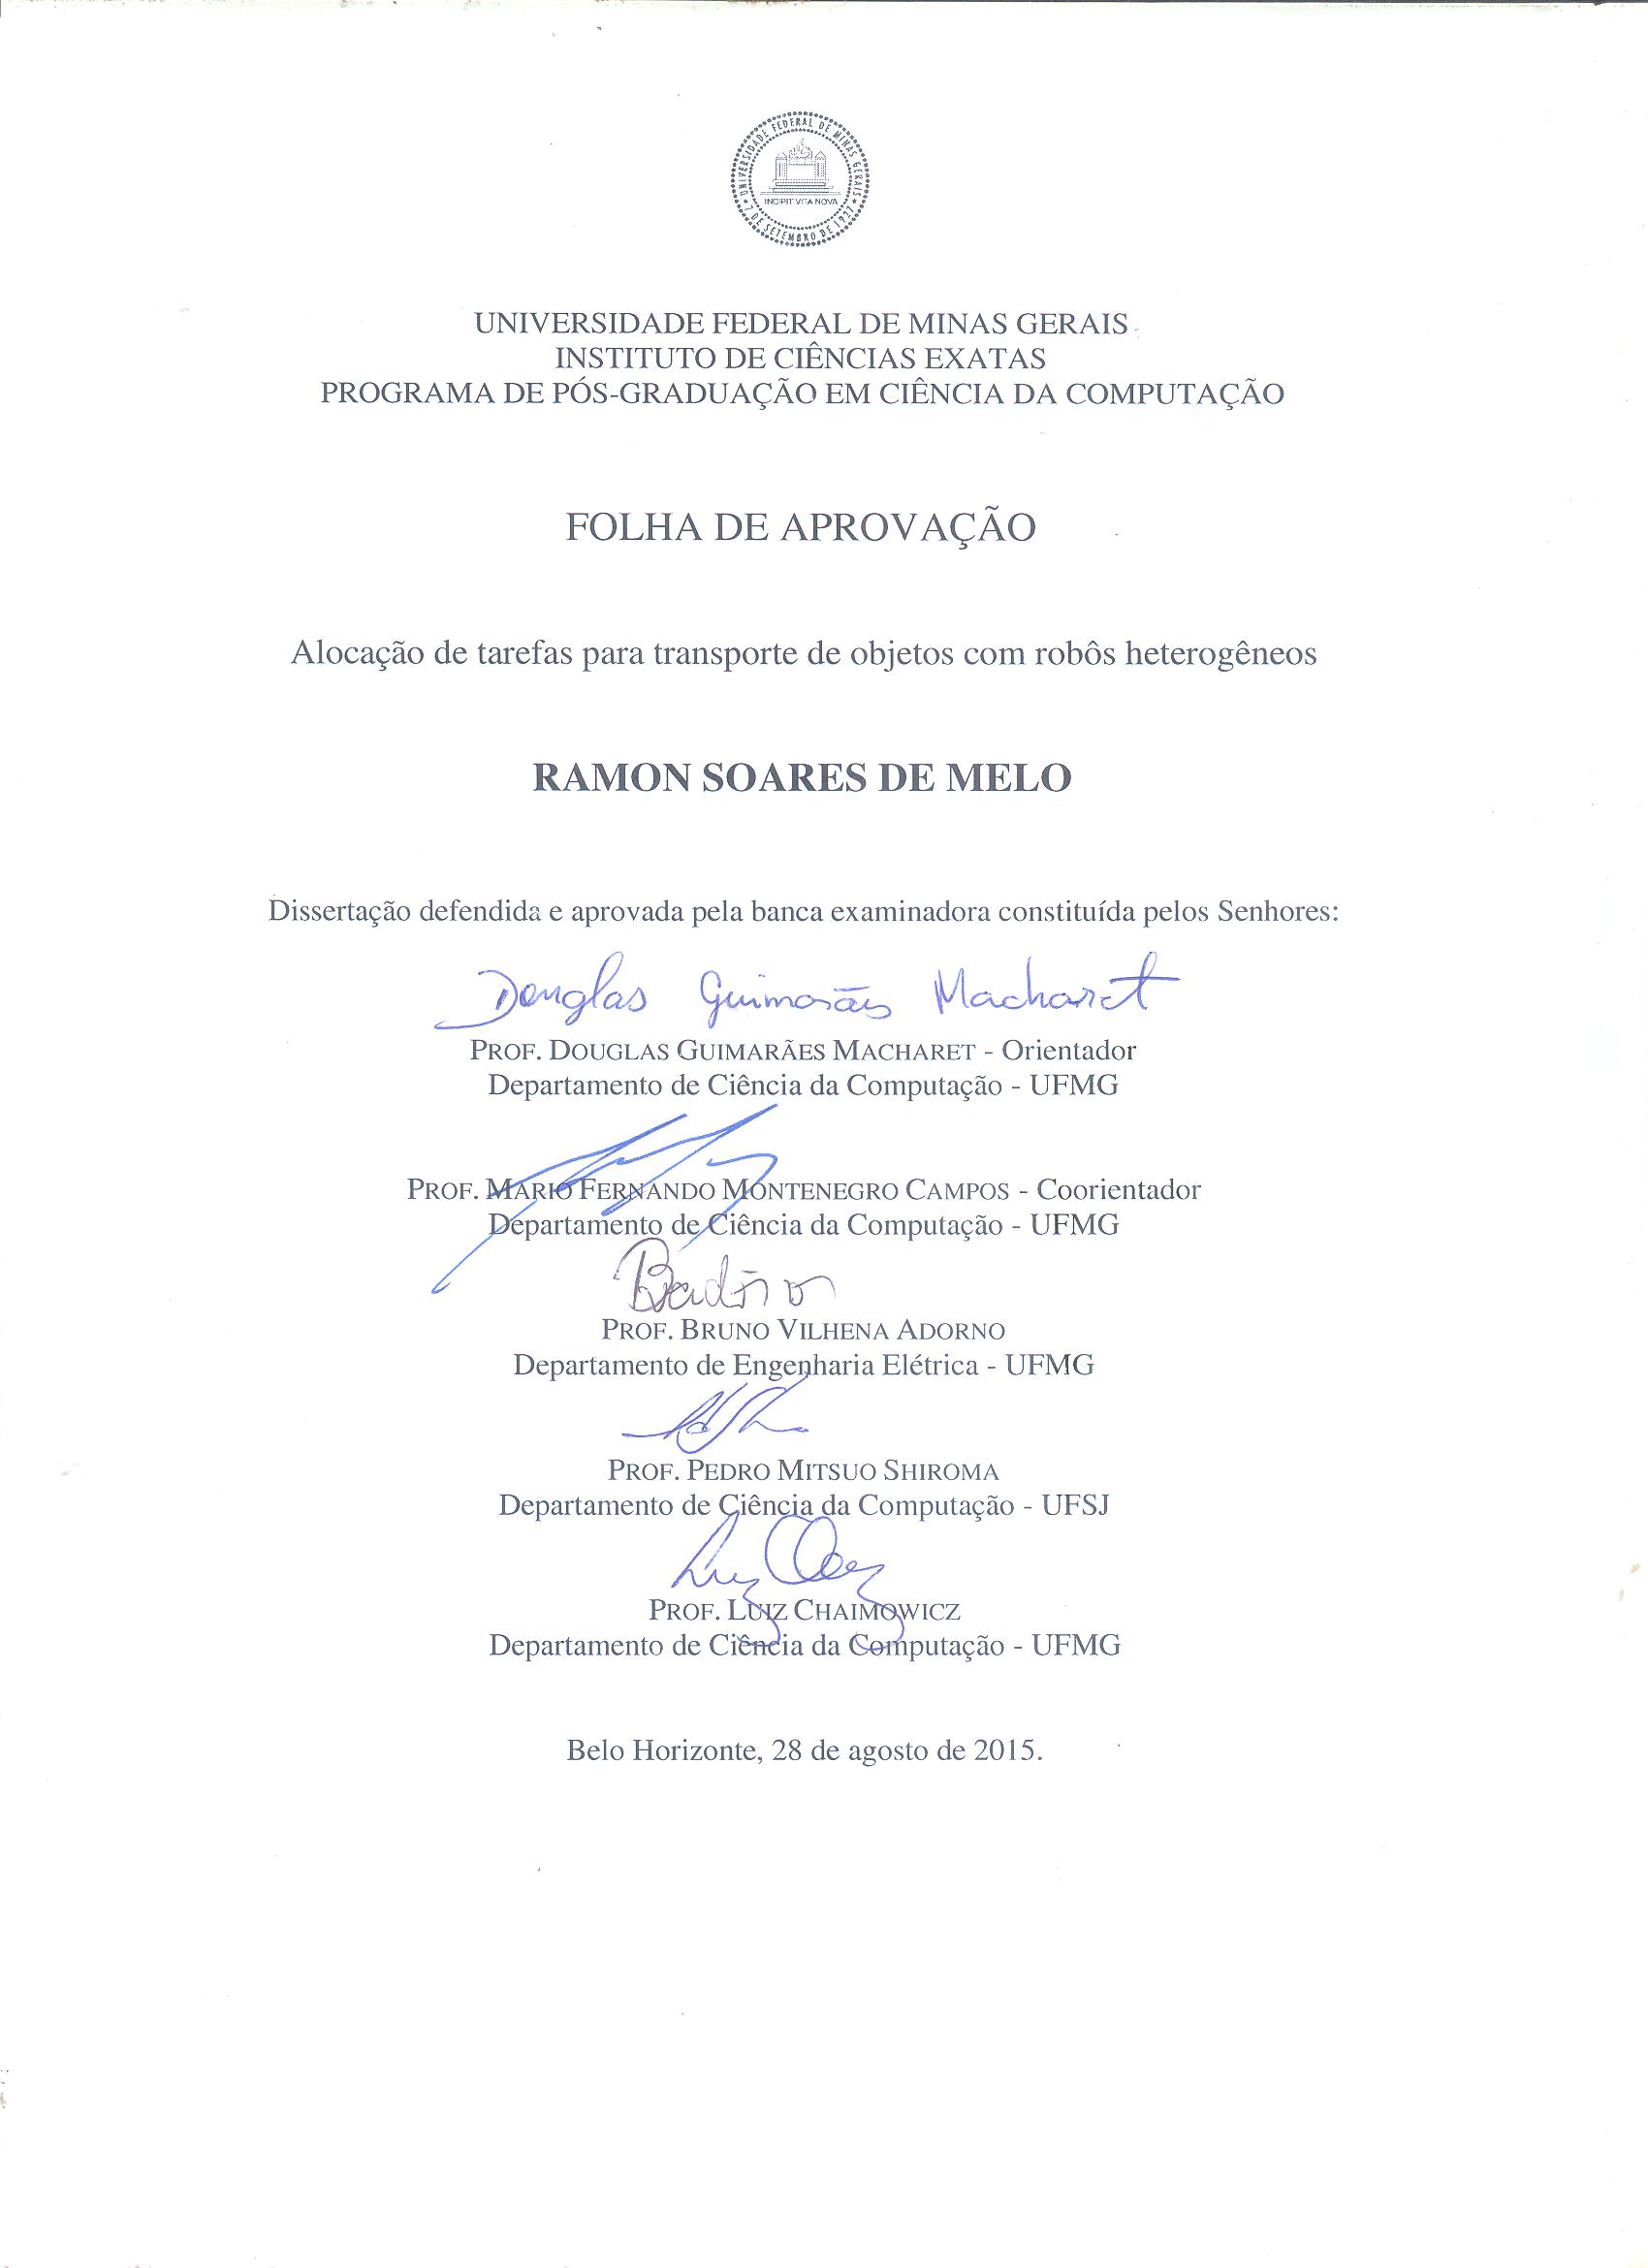 UNIVERSIDADE FEDERAL DE MINAS GERAIS
7 DE SETEMBRO DE 1927
INCIPIT VITA NOVA
UNIVERSIDADE FEDERAL DE MINAS GERAIS
INSTITUTO DE CIÊNCIAS EXATAS
PROGRAMA DE PÓS-GRADUAÇÃO EM CIÊNCIA DA COMPUTAÇÃO
FOLHA DE APROVAÇÃO
Alocação de tarefas para transporte de objetos com robôs heterogêneos
RAMON SOARES DE MELO
Dissertação defendida e aprovada pela banca examinadora constituída pelos Senhores:
Douglas Guimarães Macharet
PROF. DOUGLAS GUIMARÃES MACHARET - Orientador
Departamento de Ciência da Computação - UFMG
PROF. MARIO FERNANDO MONTENEGRO CAMPOS - Coorientador
Departamento de Ciência da Computação - UFMG
PROF. BRUNO VILHENA ADORNO
Departamento de Engenharia Elétrica - UFMG
PROF. PEDRO MITSUO SHIROMA
Departamento de Ciência da Computação - UFSJ
PROF. LUIZ CHAIMOWICZ
Departamento de Ciência da Computação - UFMG
Belo Horizonte, 28 de agosto de 2015.